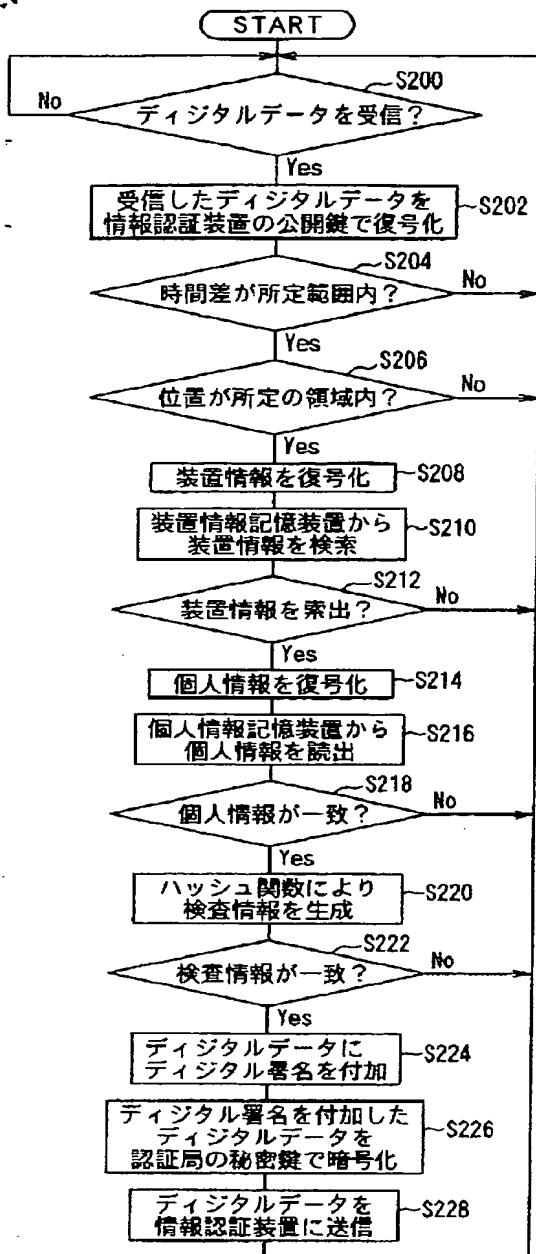 START
S200
No
ディジタルデータを受信？
Yes
受信したディジタルデータを
情報認証装置の公開鍵で復号化
S202
S204
時間差が所定範囲内？
No
Yes
S206
位置が所定の領域内？
No
Yes
装置情報を復号化
S208
装置情報記憶装置から
装置情報を検索
S210
S212
装置情報を索出？
No
Yes
個人情報を復号化
S214
個人情報記憶装置から
個人情報を読出
S216
S218
個人情報が一致？
No
Yes
ハッシュ関数により
検査情報を生成
S220
S222
検査情報が一致？
No
Yes
ディジタルデータに
ディジタル署名を付加
S224
ディジタル署名を付加した
ディジタルデータを
認証局の秘密鍵で暗号化
S226
ディジタルデータを
情報認証装置に送信
S228